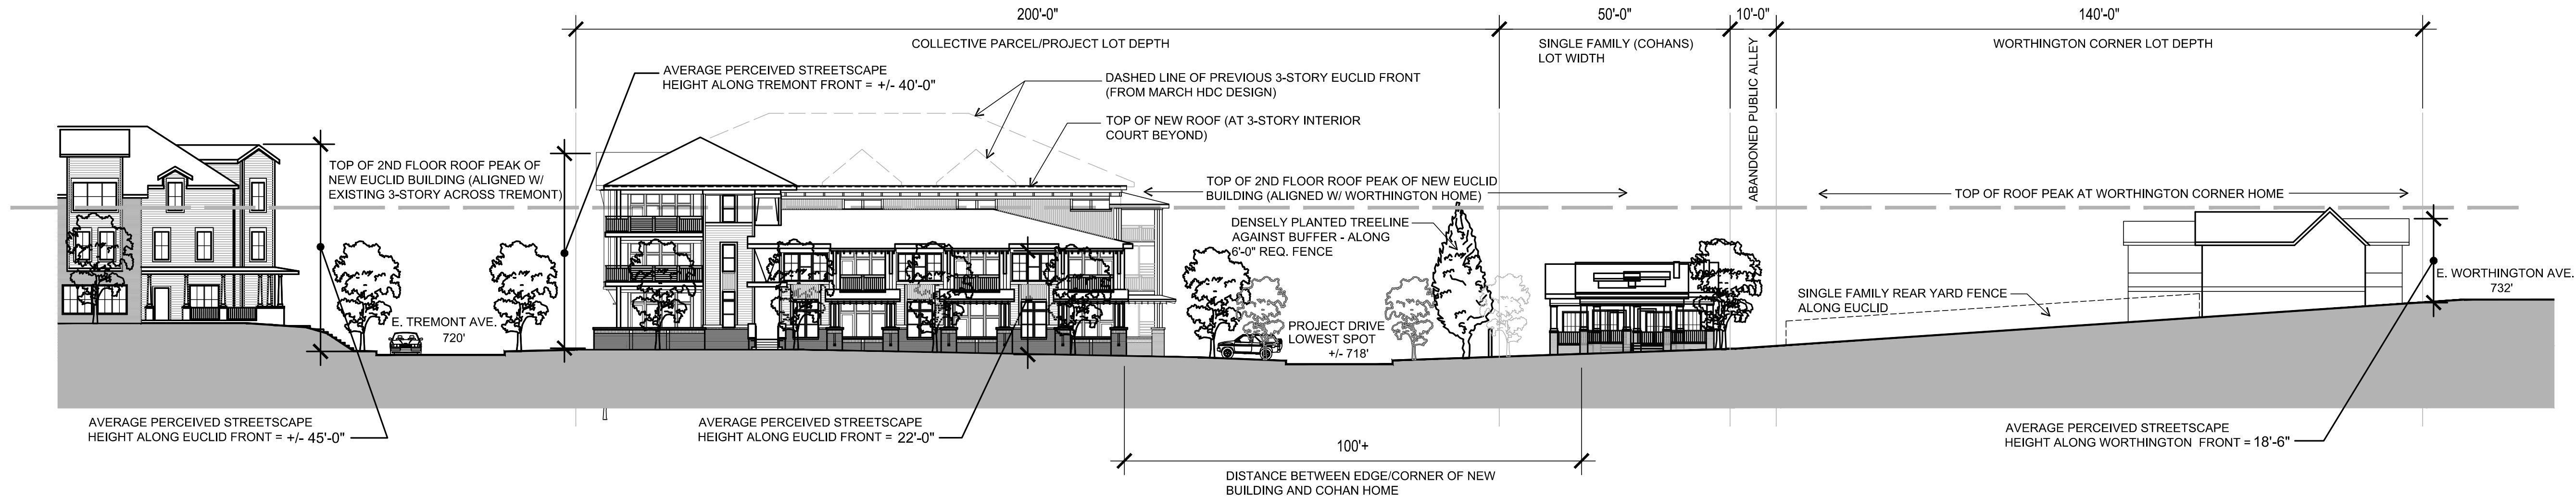 200'-0"
50'-0"
10'-0"
140'-0"
COLLECTIVE PARCEL/PROJECT LOT DEPTH
SINGLE FAMILY (COHANS)
LOT WIDTH
ABANDONED PUBLIC ALLEY
WORTHINGTON CORNER LOT DEPTH
AVERAGE PERCEIVED STREETSCAPE
HEIGHT ALONG TREMONT FRONT = +/- 40'-0"
DASHED LINE OF PREVIOUS 3-STORY EUCLID FRONT
(FROM MARCH HDC DESIGN)
TOP OF NEW ROOF (AT 3-STORY INTERIOR
COURT BEYOND)
TOP OF 2ND FLOOR ROOF PEAK OF
NEW EUCLID BUILDING (ALIGNED W/
EXISTING 3-STORY ACROSS TREMONT)
TOP OF 2ND FLOOR ROOF PEAK OF NEW EUCLID
BUILDING (ALIGNED W/ WORTHINGTON HOME)
TOP OF ROOF PEAK AT WORTHINGTON CORNER HOME
DENSELY PLANTED TREELINE
AGAINST BUFFER - ALONG
6'-0" REQ. FENCE
E. WORTHINGTON AVE.
732'
SINGLE FAMILY REAR YARD FENCE
ALONG EUCLID
E. TREMONT AVE.
720'
PROJECT DRIVE
LOWEST SPOT
+/- 718'
AVERAGE PERCEIVED STREETSCAPE
HEIGHT ALONG EUCLID FRONT = +/- 45'-0"
AVERAGE PERCEIVED STREETSCAPE
HEIGHT ALONG EUCLID FRONT = 22'-0"
100'+
DISTANCE BETWEEN EDGE/CORNER OF NEW
BUILDING AND COHAN HOME
AVERAGE PERCEIVED STREETSCAPE
HEIGHT ALONG WORTHINGTON FRONT = 18'-6"